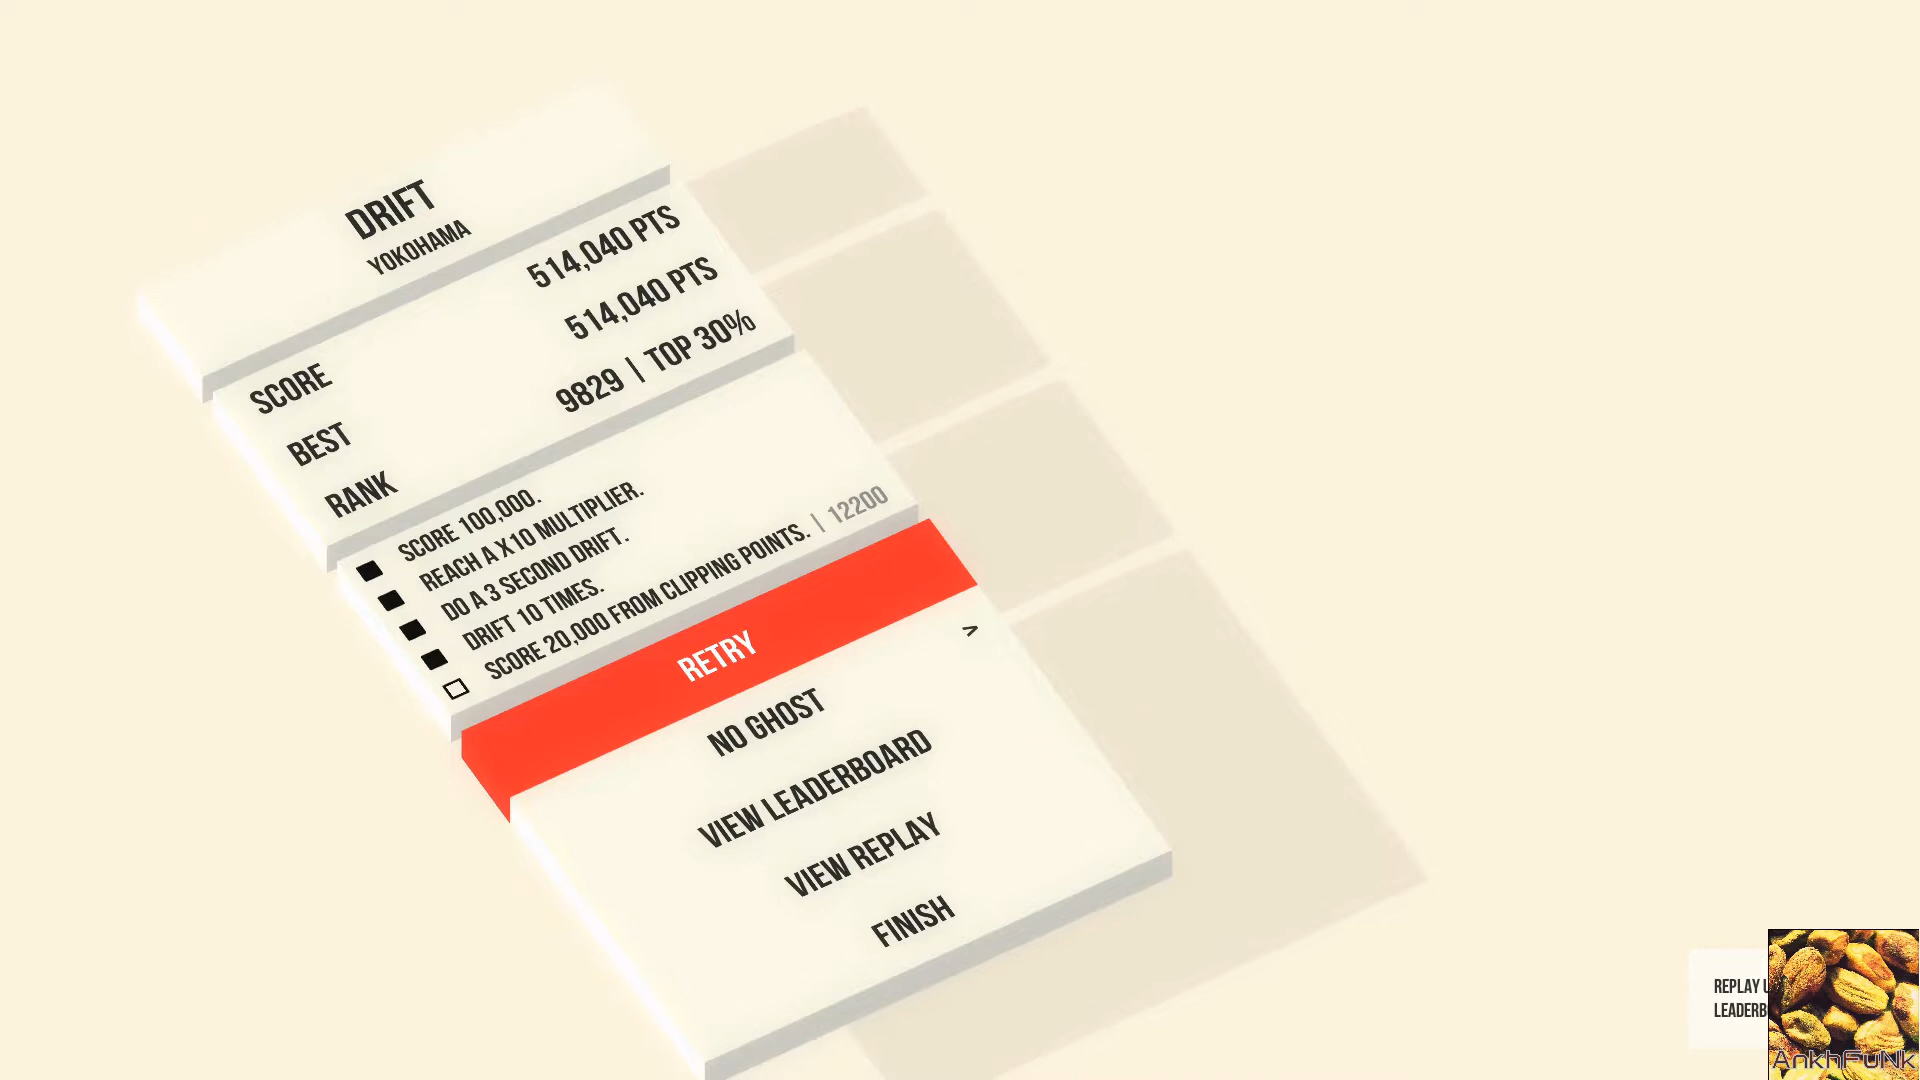 DRIFT
YOKOHAMA
SCORE 514,040 PTS
BEST 514,040 PTS
RANK 9829 | TOP 30%
SCORE 100,000.
REACH A X10 MULTIPLIER.
DO A 3 SECOND DRIFT.
DRIFT 10 TIMES.
SCORE 20,000 FROM CLIPPING POINTS. | 12200
RETRY
NO GHOST >
VIEW LEADERBOARD
VIEW REPLAY
FINISH
REPLAY
AnkhFuNk